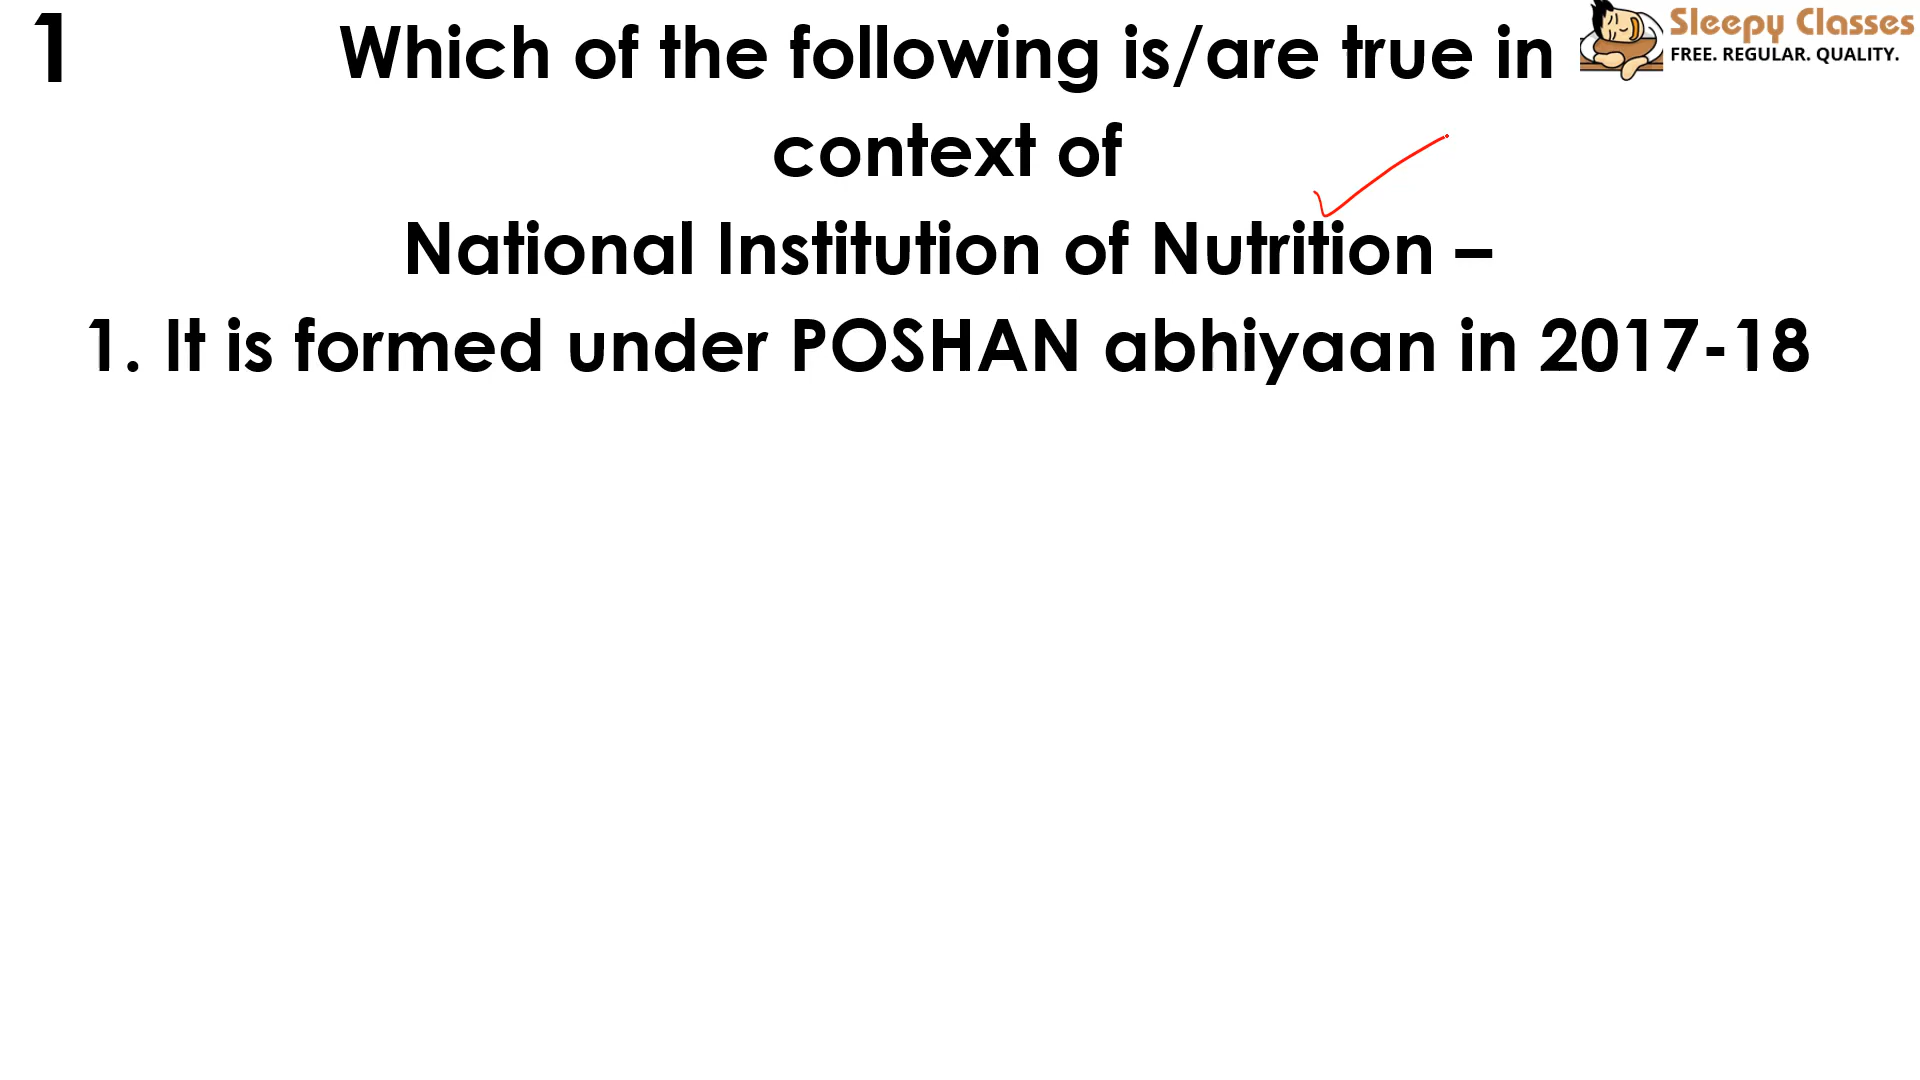 1
Which of the following is/are true in
context of
National Institution of Nutrition –
1. It is formed under POSHAN abhiyaan in 2017-18
Sleepy Classes
FREE. REGULAR. QUALITY.